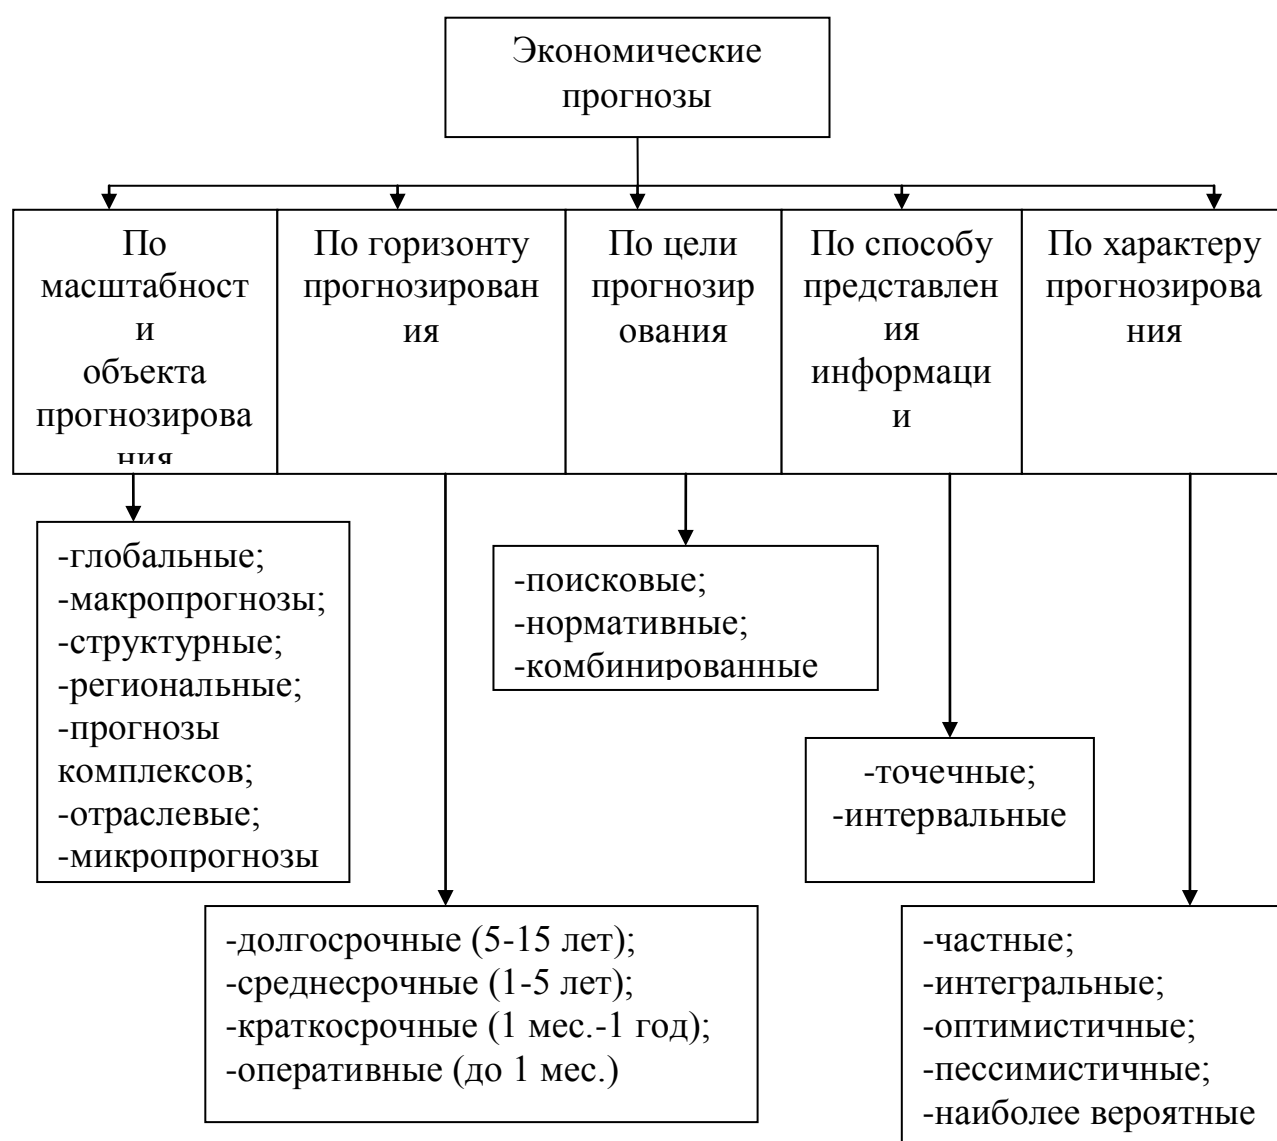 Экономические
прогнозы
По
масштабност
и
объекта
прогнозирова
ния
По горизонту
прогнозирован
ия
По цели
прогнозир
ования
По способу
представлен
ия
информаци
и
По характеру
прогнозирова
ния
-глобальные;
-макропрогнозы;
-структурные;
-региональные;
-прогнозы
комплексов;
-отраслевые;
-микропрогнозы
-поисковые;
-нормативные;
-комбинированные
-точечные;
-интервальные
-долгосрочные (5-15 лет);
-среднесрочные (1-5 лет);
-краткосрочные (1 мес.-1 год);
-оперативные (до 1 мес.)
-частные;
-интегральные;
-оптимистичные;
-пессимистичные;
-наиболее вероятные